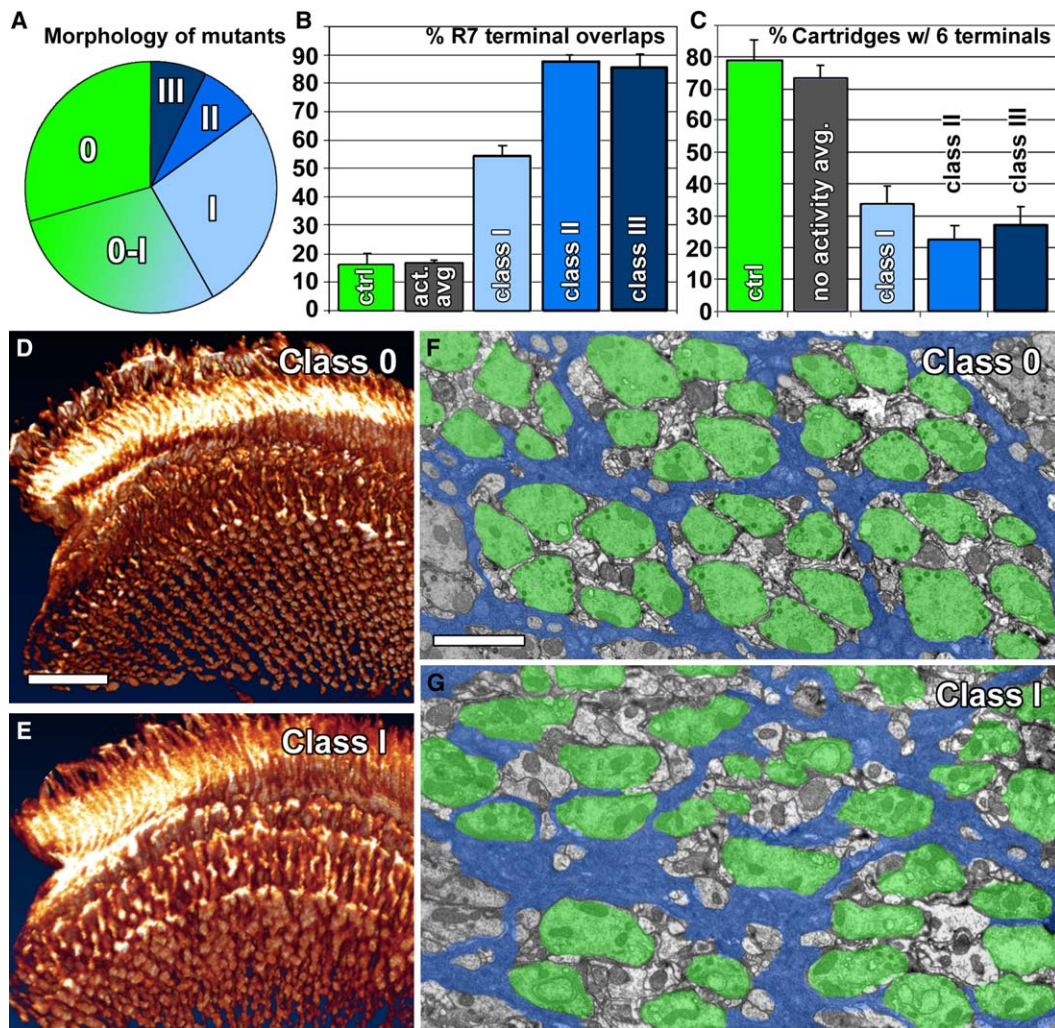 A
Morphology of mutants
0
III
II
I
0-I
B
% R7 terminal overlaps
90
80
70
60
50
40
30
20
10
0
ctrl
act. avg
class I
class II
class III
C
% Cartridges w/ 6 terminals
80
70
60
50
40
30
20
10
0
ctrl
no activity avg.
class I
class II
class III
D
Class 0
E
Class I
F
Class 0
G
Class I